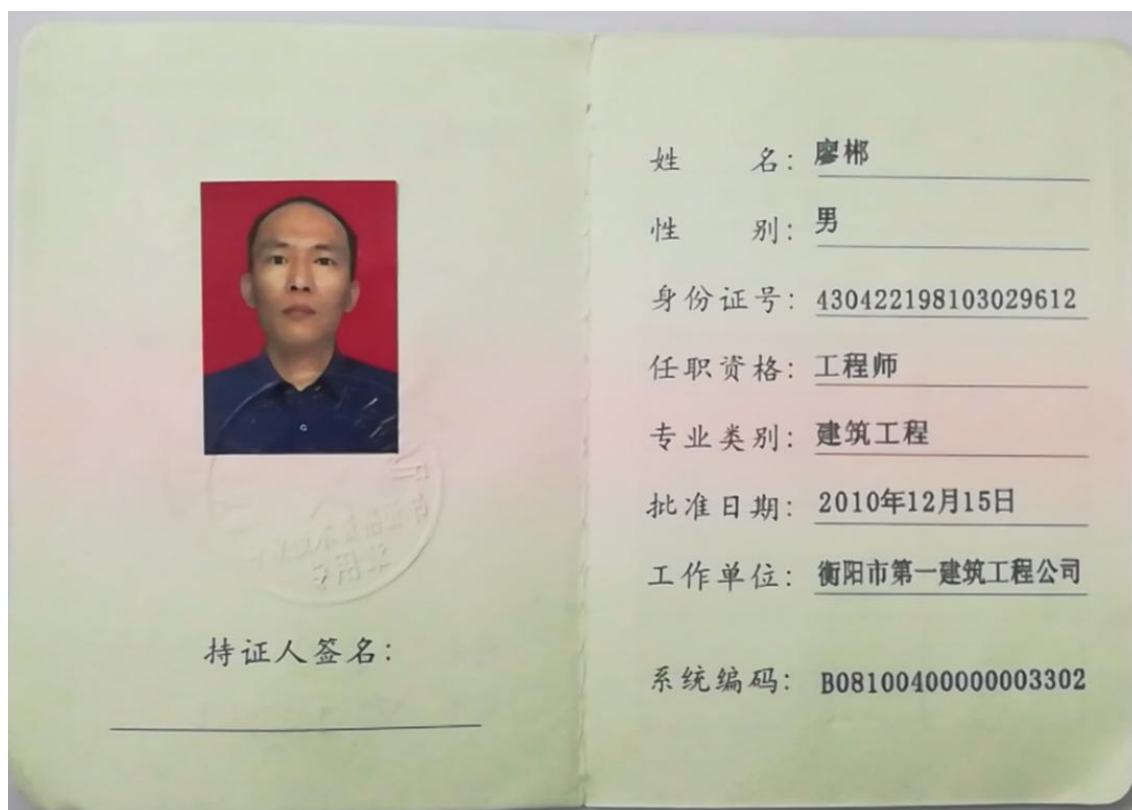 持证人签名：
姓 名：廖郴
性 别：男
身份证号：430422198103029612
任职资格：工程师
专业类别：建筑工程
批准日期：2010年12月15日
工作单位：衡阳市第一建筑工程公司
系统编码：B08100400000003302